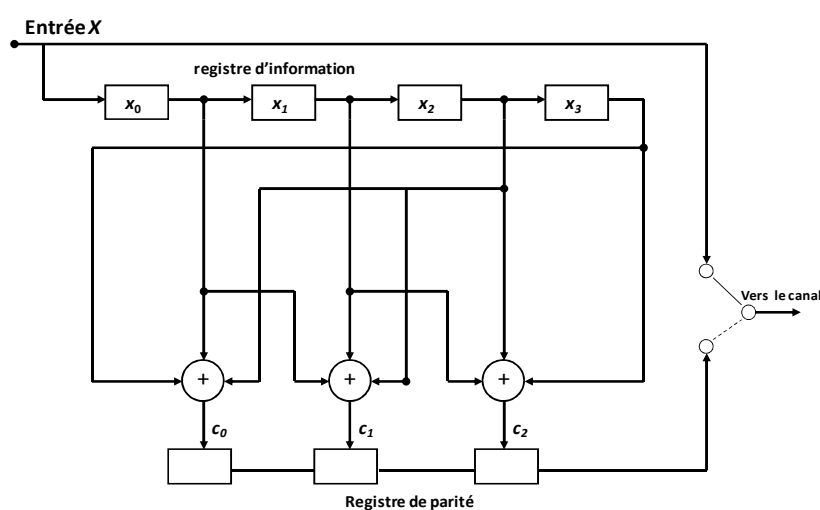 Entrée X
registre d'information
x0 x1 x2 x3
Vers le canal
+ + +
c0 c1 c2
Registre de parité